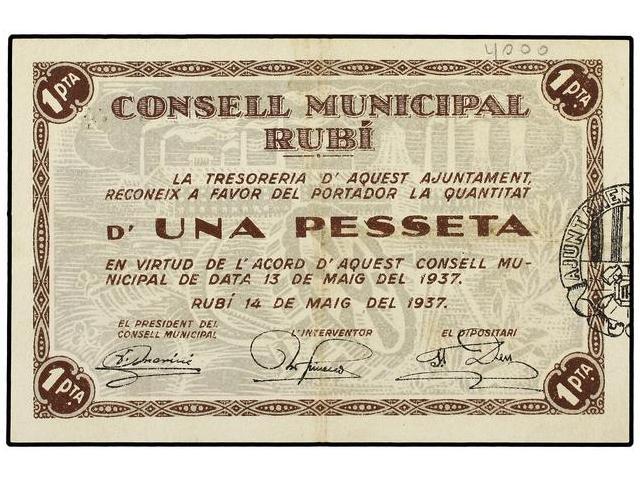 4000
1 PTA
1 PTA
CONSELL MUNICIPAL
RUBÍ
LA TRESORERIA D' AQUEST AJUNTAMENT,
RECONEIX A FAVOR DEL PORTADOR LA QUANTITAT
D' UNA PESSETA
EN VIRTUD DE L'ACORD D'AQUEST CONSELL MU-
NICIPAL DE DATA 13 DE MAIG DEL 1937.
RUBÍ 14 DE MAIG DEL 1937.
EL PRESIDENT DEL
CONSELL MUNICIPAL
L'INTERVENTOR
EL DIPOSITARI
1 PTA
1 PTA
AJUNTAMEN